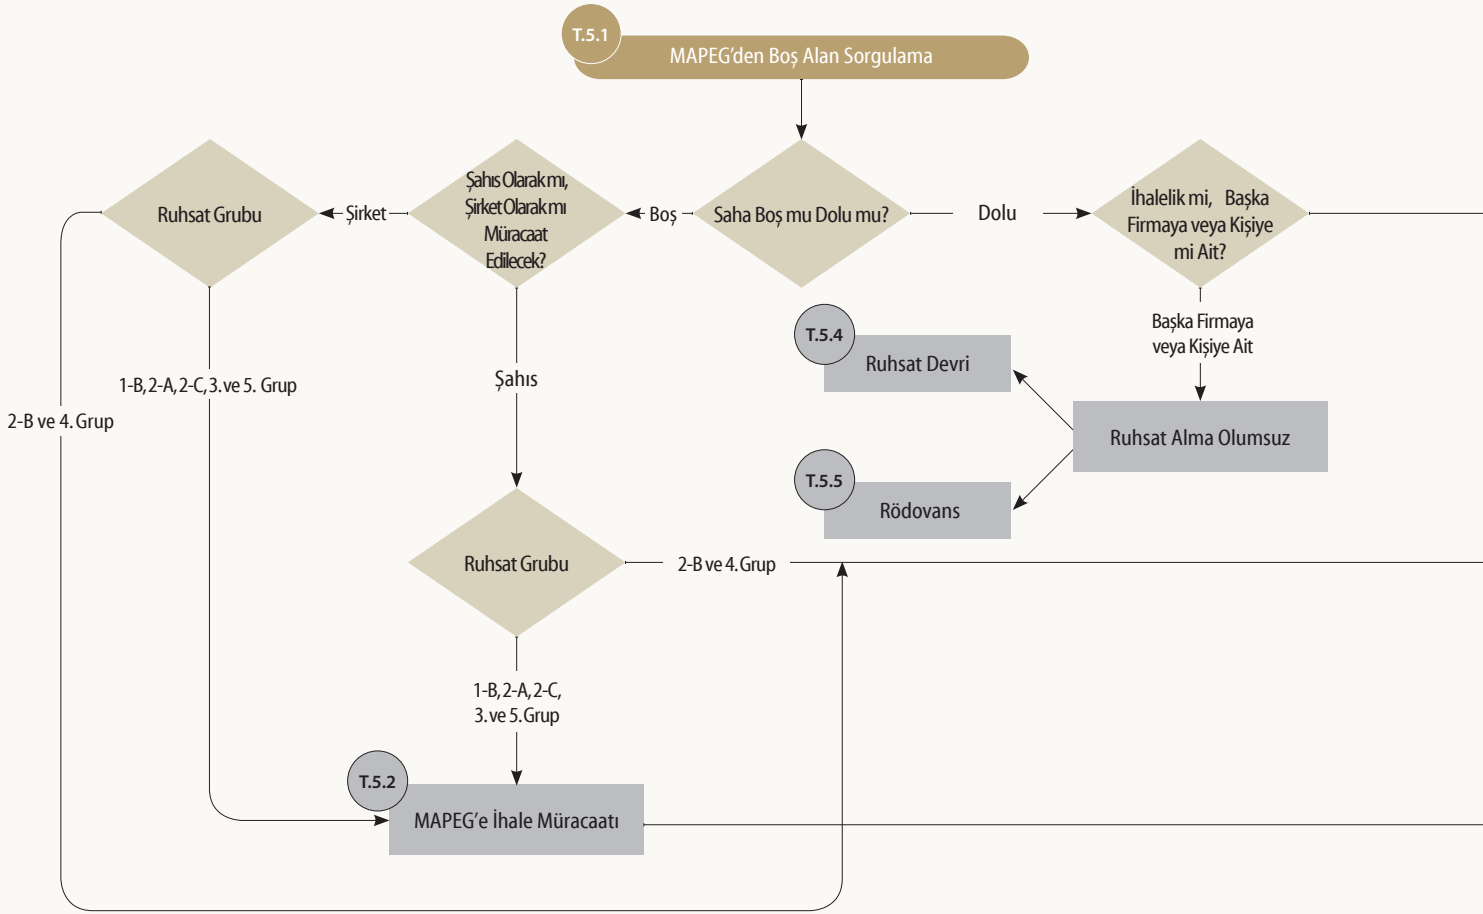 T.5.1
MAPEG'den Boş Alan Sorgulama
Ruhsat Grubu
Şirket
Şahıs Olarak mı,
Şirket Olarak mı
Müracaat
Edilecek?
Boş
Saha Boş mu Dolu mu?
Dolu
İhalelik mi, Başka
Firmaya veya Kişiye
mi Ait?
Başka Firmaya
veya Kişiye Ait
T.5.4
Ruhsat Devri
Ruhsat Alma Olumsuz
T.5.5
Rödovans
1-B, 2-A, 2-C, 3. ve 5. Grup
2-B ve 4. Grup
Şahıs
Ruhsat Grubu
2-B ve 4. Grup
1-B, 2-A, 2-C,
3. ve 5. Grup
T.5.2
MAPEG'e İhale Müracaatı